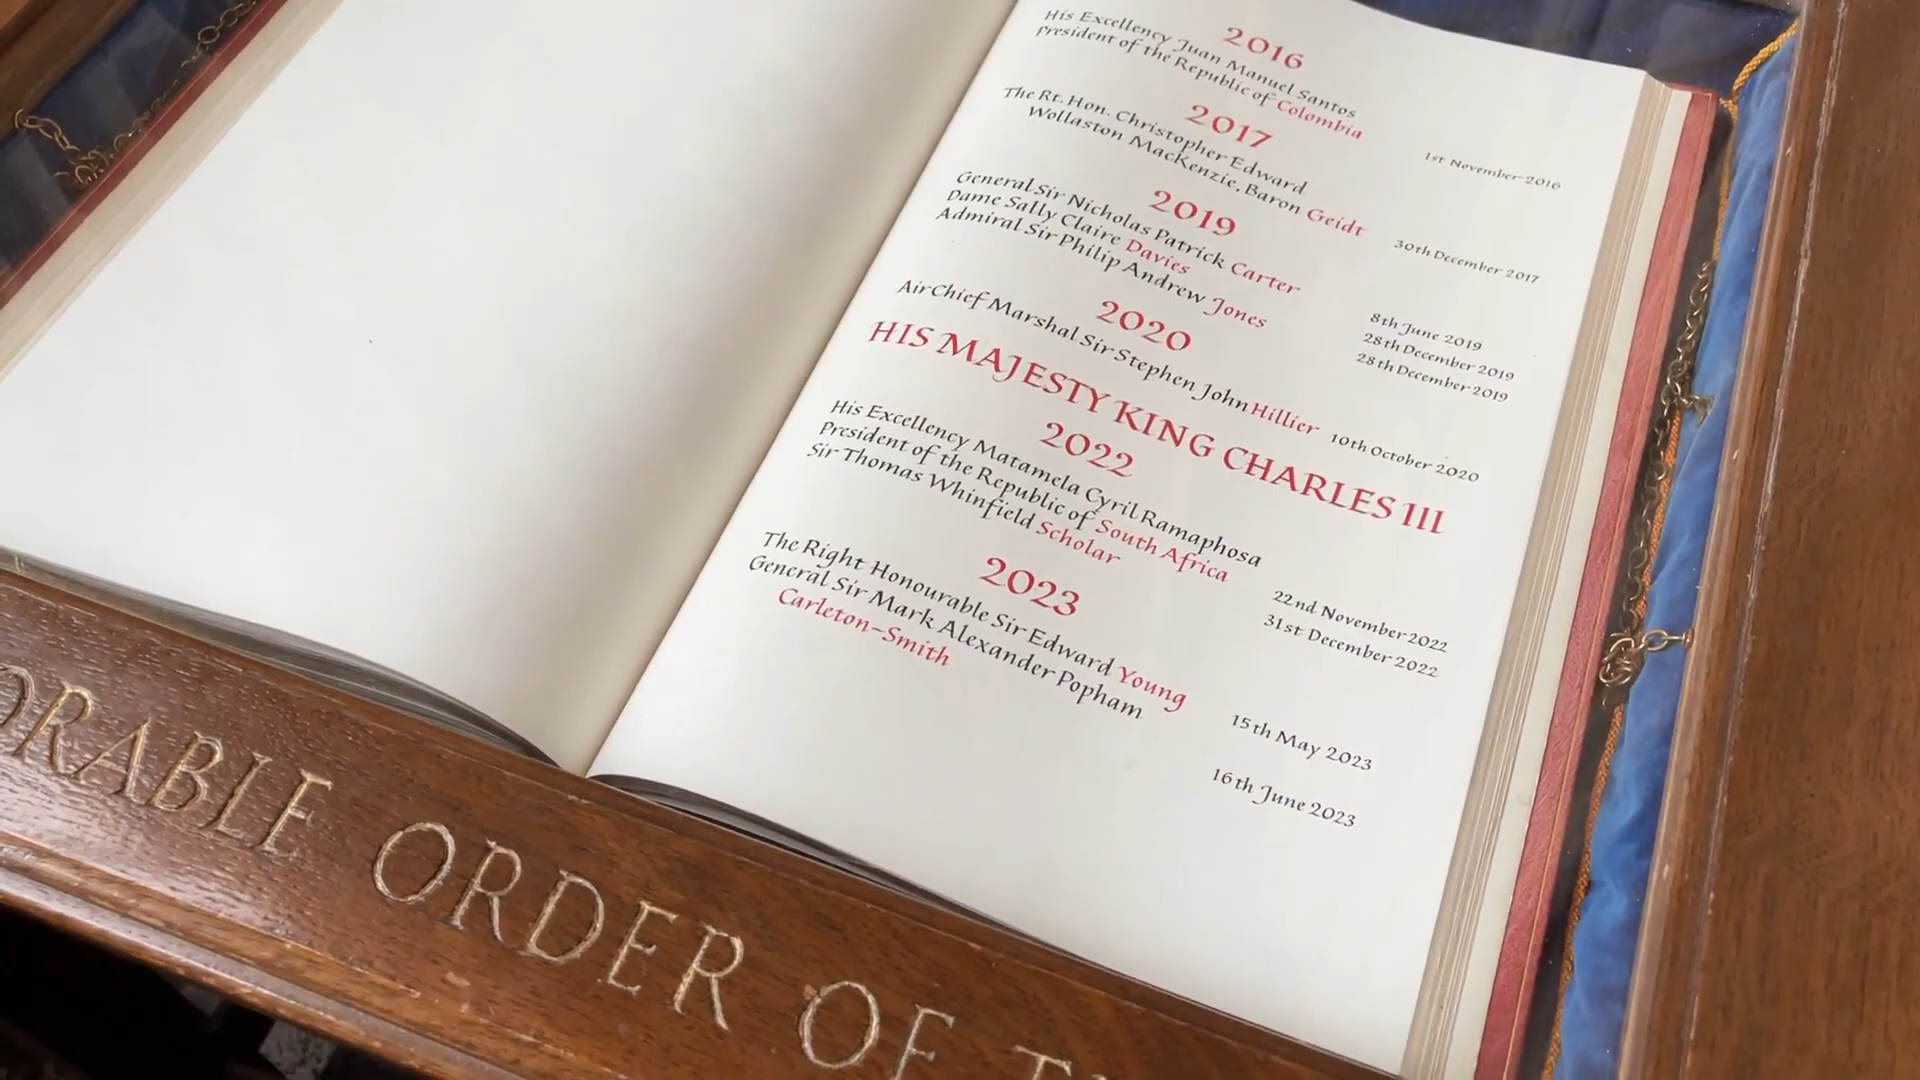 2016
His Excellency Juan Manuel Santos
president of the Republic of Colombia 1st November 2016
2017
The Rt. Hon. Christopher Edward
Wollaston MacKenzie, Baron Geidt 30th December 2017
2019
General Sir Nicholas Patrick Carter 8th June 2019
Dame Sally Claire Davies 28th December 2019
Admiral Sir Philip Andrew Jones 28th December 2019
2020
Air Chief Marshal Sir Stephen John Hillier 10th October 2020
HIS MAJESTY KING CHARLES III
2022
His Excellency Matamela Cyril Ramaphosa
President of the Republic of South Africa 22nd November 2022
Sir Thomas Whinfield Scholar 31st December 2022
2023
The Right Honourable Sir Edward Young 15th May 2023
General Sir Mark Alexander Popham
Carleton-Smith 16th June 2023
ORABLE ORDER OF